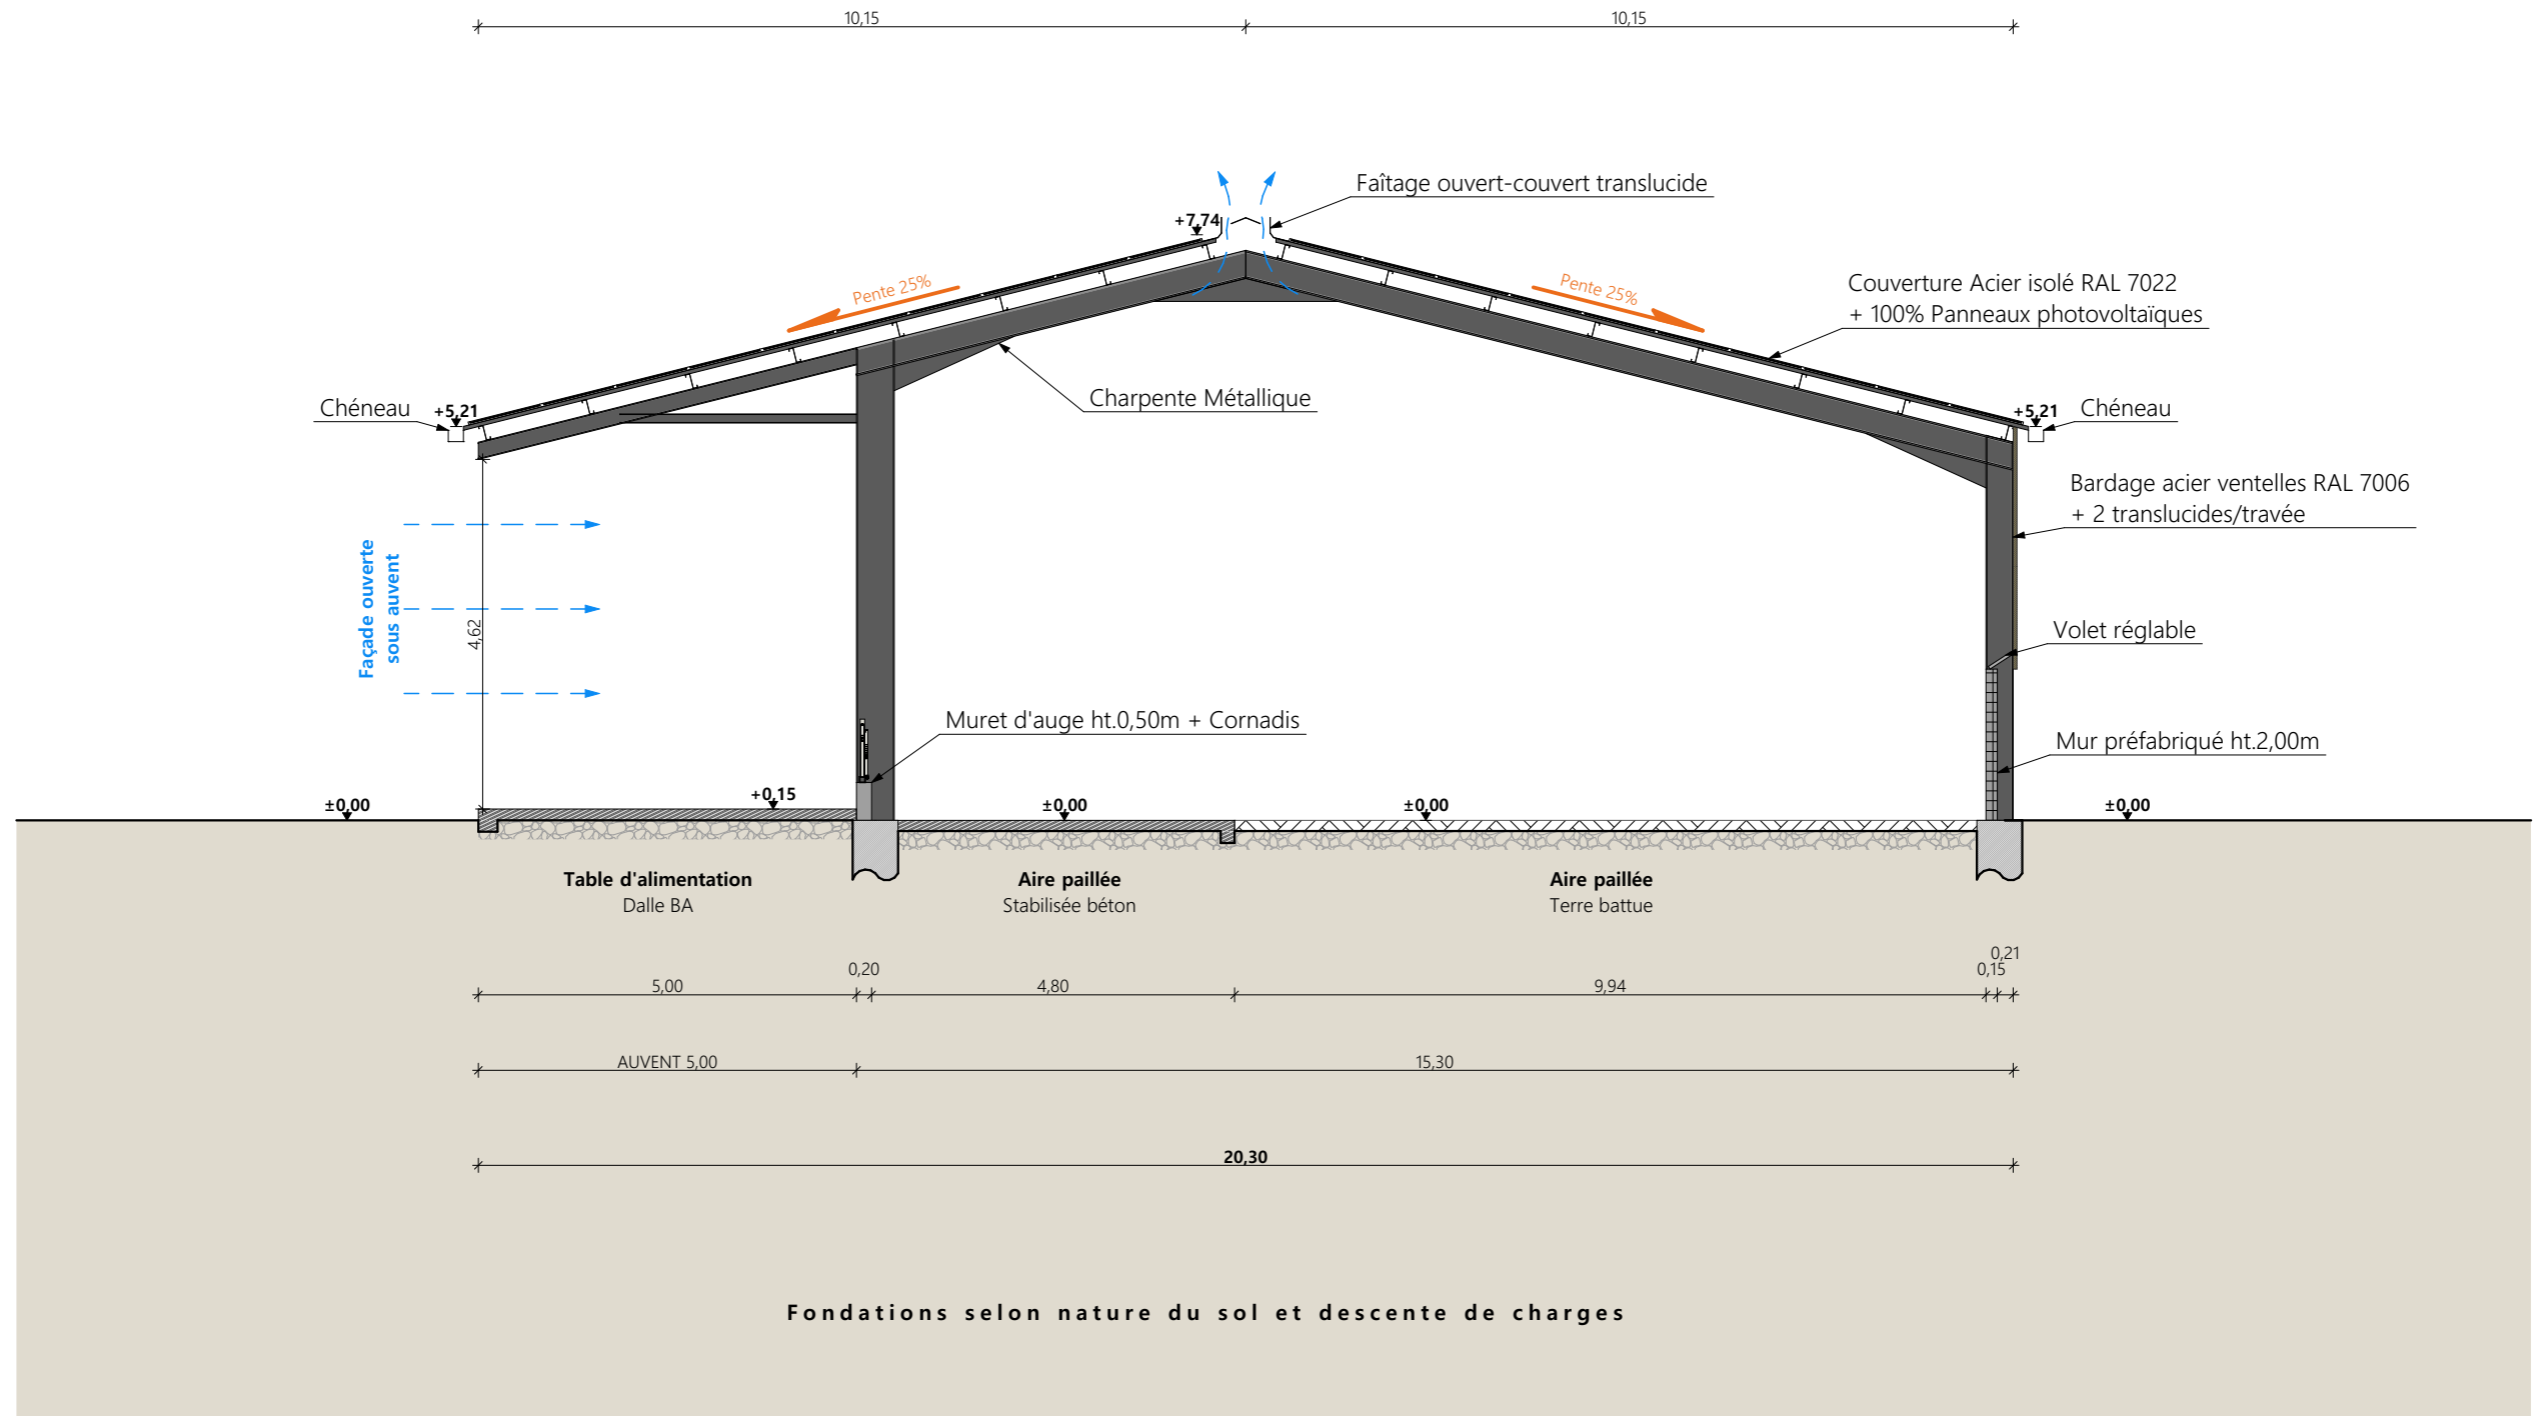 10,15
10,15
Faîtage ouvert-couvert translucide
+7,74
Pente 25%
Pente 25%
Couverture Acier isolé RAL 7022
+ 100% Panneaux photovoltaïques
Charpente Métallique
Chéneau
+5,21
+5,21
Chéneau
Bardage acier ventelles RAL 7006
+ 2 translucides/travée
Façade ouverte
sous auvent
4,62
Volet réglable
Muret d'auge ht.0,50m + Cornadis
Mur préfabriqué ht.2,00m
±0,00
+0,15
±0,00
±0,00
±0,00
Table d'alimentation
Dalle BA
Aire paillée
Stabilisée béton
Aire paillée
Terre battue
5,00
0,20
4,80
9,94
0,15
0,21
AUVENT 5,00
15,30
20,30
Fondations selon nature du sol et descente de charges